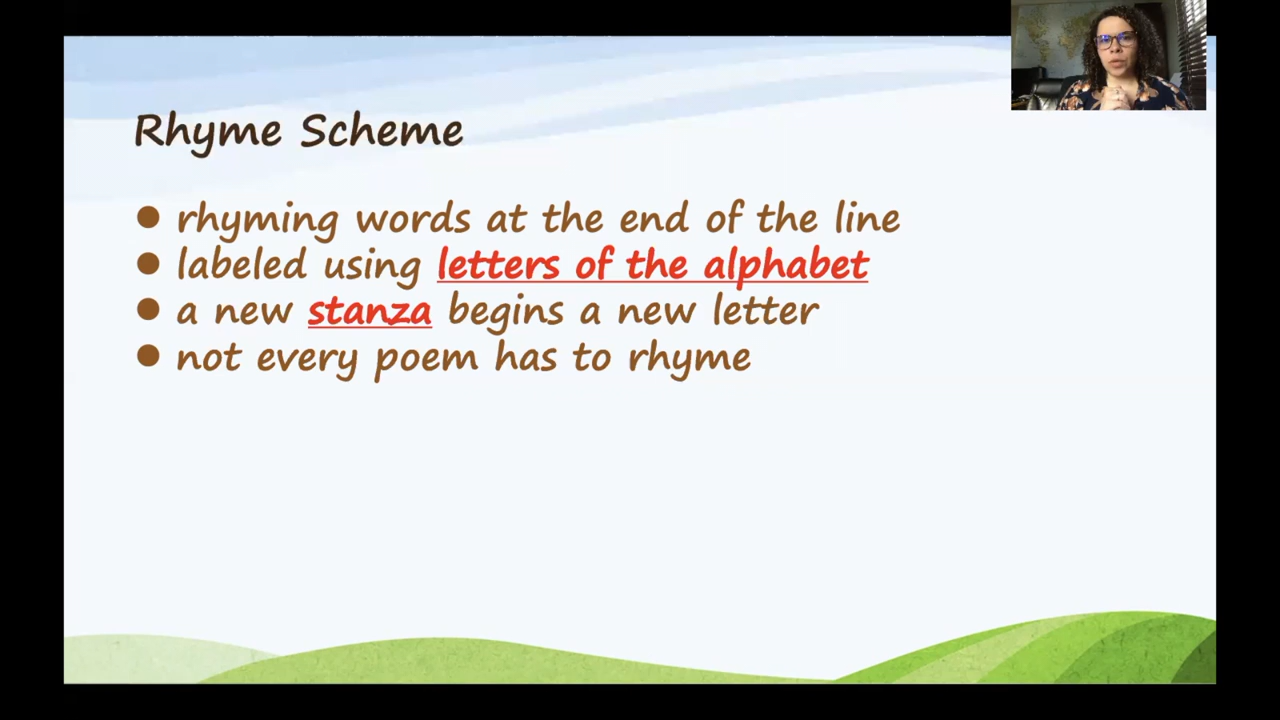 Rhyme Scheme
rhyming words at the end of the line
labeled using letters of the alphabet
a new stanza begins a new letter
not every poem has to rhyme